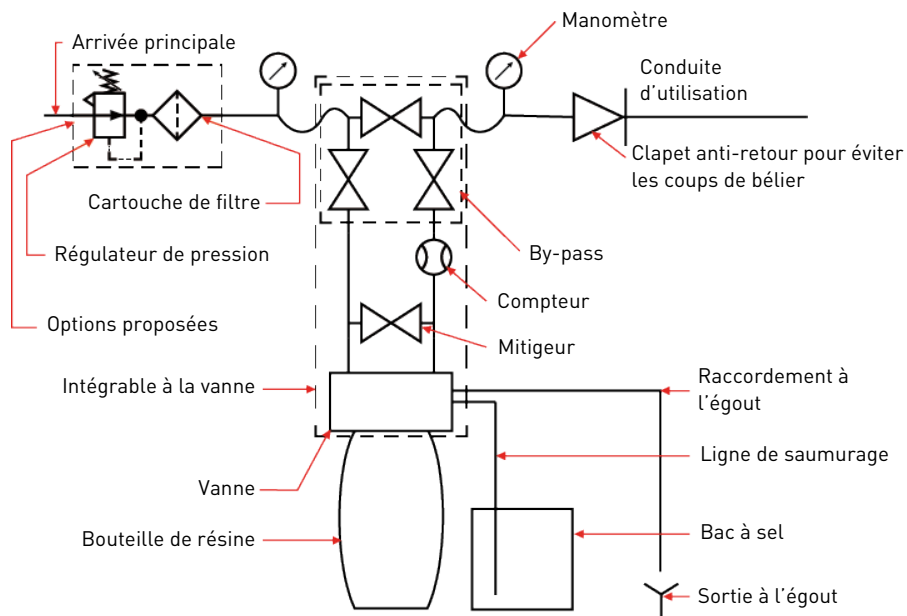 Manomètre
Arrivée principale
Conduite
d'utilisation
Clapet anti-retour pour éviter
les coups de bélier
Cartouche de filtre
By-pass
Régulateur de pression
Compteur
Options proposées
Mitigeur
Intégrable à la vanne
Raccordement à
l'égout
Ligne de saumurage
Vanne
Bouteille de résine
Bac à sel
Sortie à l'égout